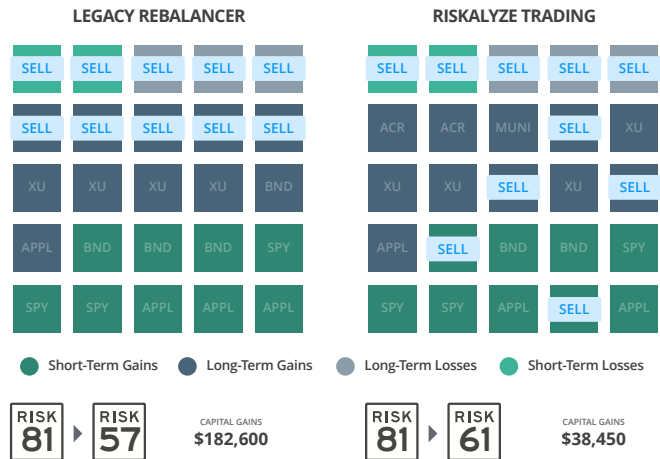 LEGACY REBALANCER
SELL SELL SELL SELL SELL
SELL SELL SELL SELL SELL
XU XU XU XU BND
APPL BND BND BND SPY
SPY SPY APPL APPL APPL
RISKALYZE TRADING
SELL SELL SELL SELL SELL
ACR ACR MUNI SELL XU
XU XU SELL XU SELL
APPL SELL BND BND SPY
SPY SPY APPL SELL APPL
Short-Term Gains Long-Term Gains Long-Term Losses Short-Term Losses
RISK 81 RISK 57
CAPITAL GAINS
$182,600
RISK 81 RISK 61
CAPITAL GAINS
$38,450